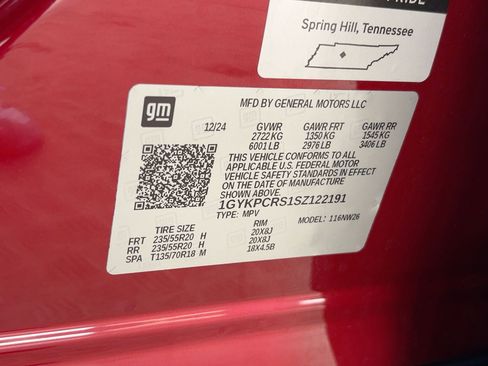 PRIDE
Spring Hill, Tennessee
gm
MFD BY GENERAL MOTORS LLC
12/24 GVWR GAWR FRT GAWR RR
2722 KG 1350 KG 1545 KG
6001 LB 2976 LB 3406 LB
THIS VEHICLE CONFORMS TO ALL
APPLICABLE U.S. FEDERAL MOTOR
VEHICLE SAFETY STANDARDS IN EFFECT
ON THE DATE OF MANUFACTURE
1GYKPCRS1SZ122191
TYPE: MPV MODEL: 116NW26
TIRE SIZE RIM
FRT 235/55R20 H 20X8J
RR 235/55R20 H 20X8J
SPA T135/70R18 M 18X4.5B